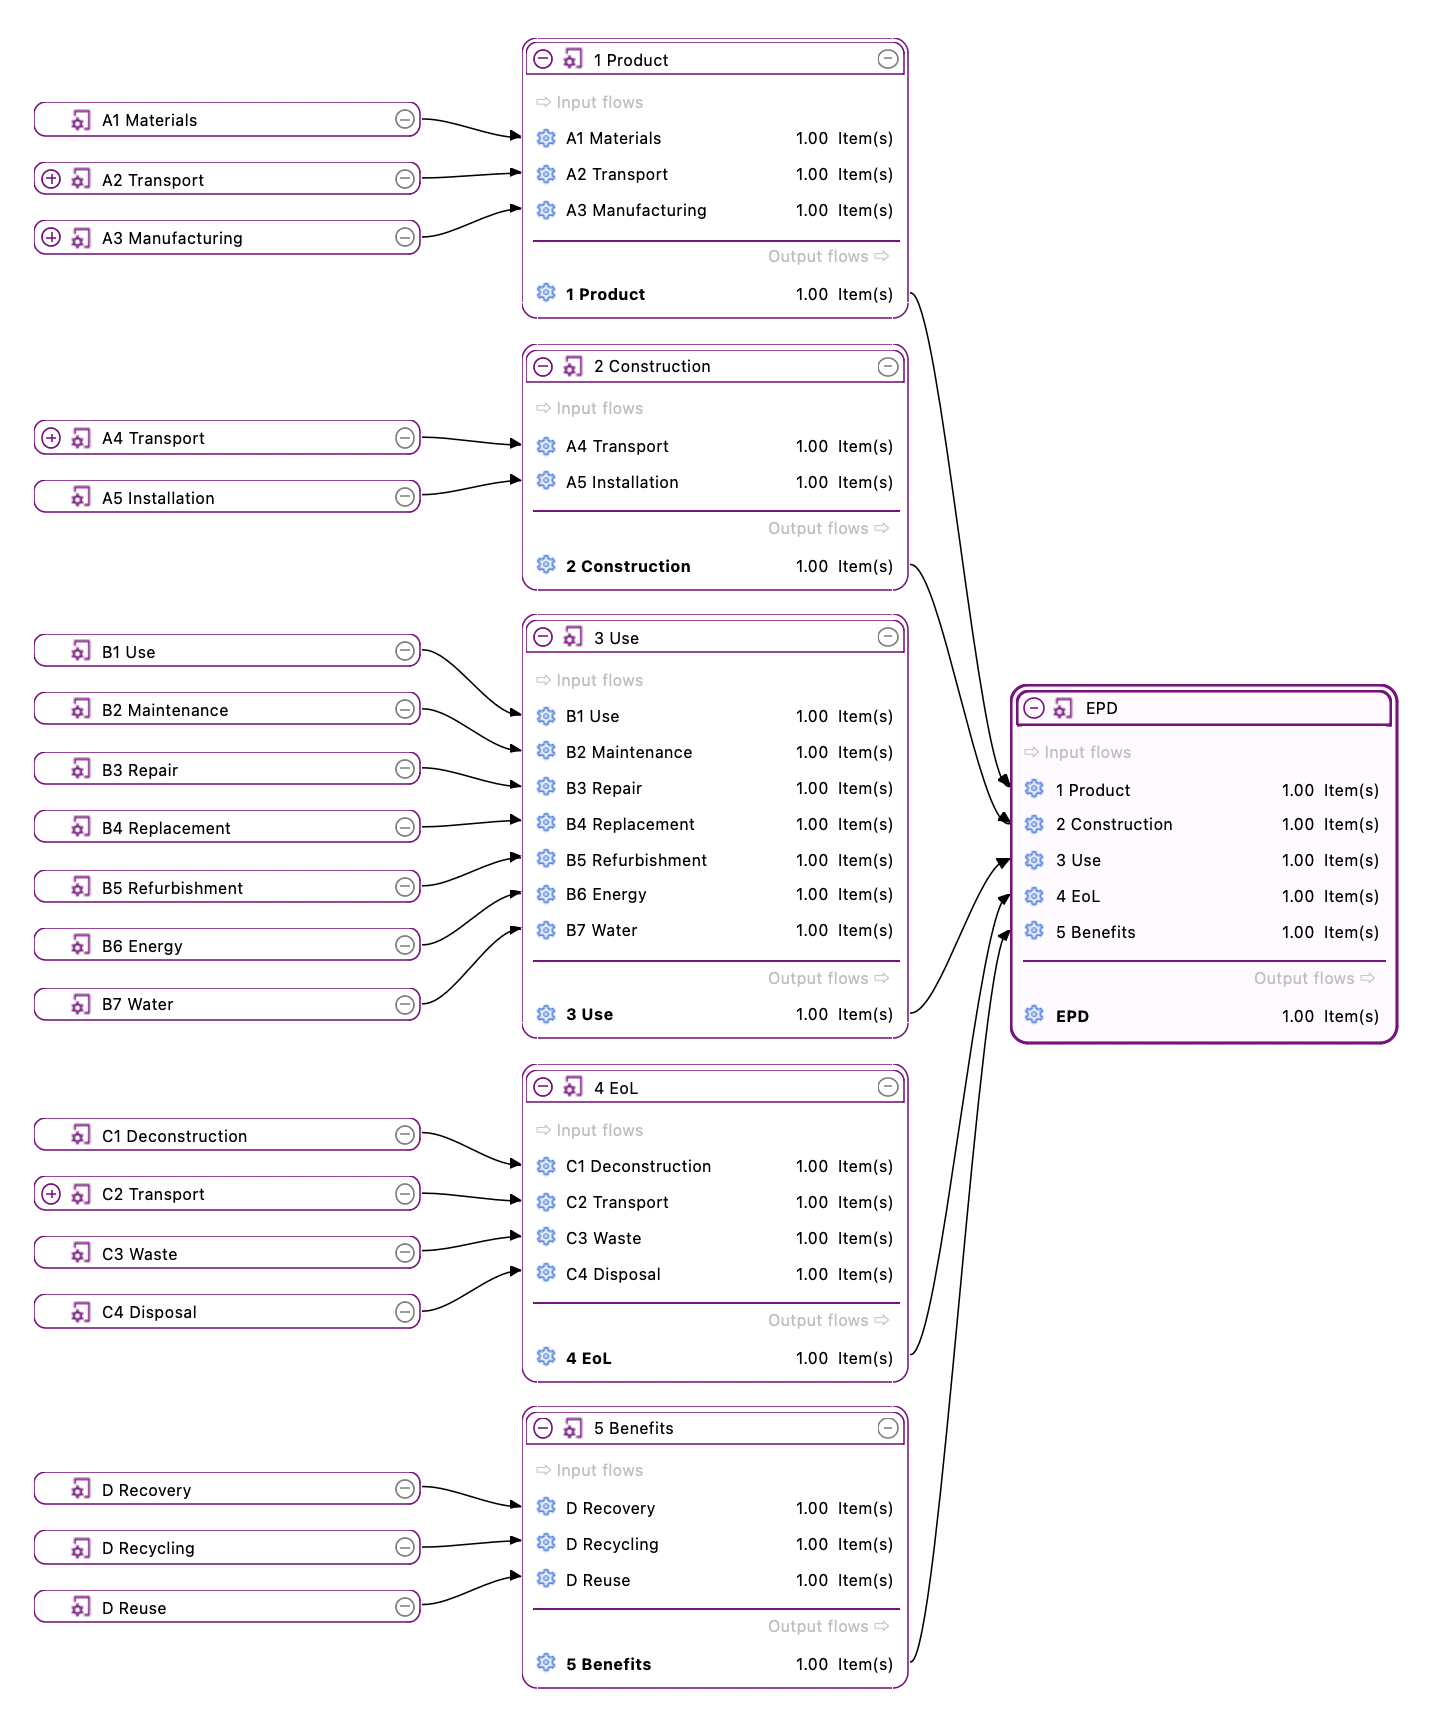 A1 Materials
A2 Transport
A3 Manufacturing
1 Product
Input flows
A1 Materials 1.00 Item(s)
A2 Transport 1.00 Item(s)
A3 Manufacturing 1.00 Item(s)
Output flows
1 Product 1.00 Item(s)
A4 Transport
A5 Installation
2 Construction
Input flows
A4 Transport 1.00 Item(s)
A5 Installation 1.00 Item(s)
Output flows
2 Construction 1.00 Item(s)
B1 Use
B2 Maintenance
B3 Repair
B4 Replacement
B5 Refurbishment
B6 Energy
B7 Water
3 Use
Input flows
B1 Use 1.00 Item(s)
B2 Maintenance 1.00 Item(s)
B3 Repair 1.00 Item(s)
B4 Replacement 1.00 Item(s)
B5 Refurbishment 1.00 Item(s)
B6 Energy 1.00 Item(s)
B7 Water 1.00 Item(s)
Output flows
3 Use 1.00 Item(s)
C1 Deconstruction
C2 Transport
C3 Waste
C4 Disposal
4 EoL
Input flows
C1 Deconstruction 1.00 Item(s)
C2 Transport 1.00 Item(s)
C3 Waste 1.00 Item(s)
C4 Disposal 1.00 Item(s)
Output flows
4 EoL 1.00 Item(s)
D Recovery
D Recycling
D Reuse
5 Benefits
Input flows
D Recovery 1.00 Item(s)
D Recycling 1.00 Item(s)
D Reuse 1.00 Item(s)
Output flows
5 Benefits 1.00 Item(s)
EPD
Input flows
1 Product 1.00 Item(s)
2 Construction 1.00 Item(s)
3 Use 1.00 Item(s)
4 EoL 1.00 Item(s)
5 Benefits 1.00 Item(s)
Output flows
EPD 1.00 Item(s)